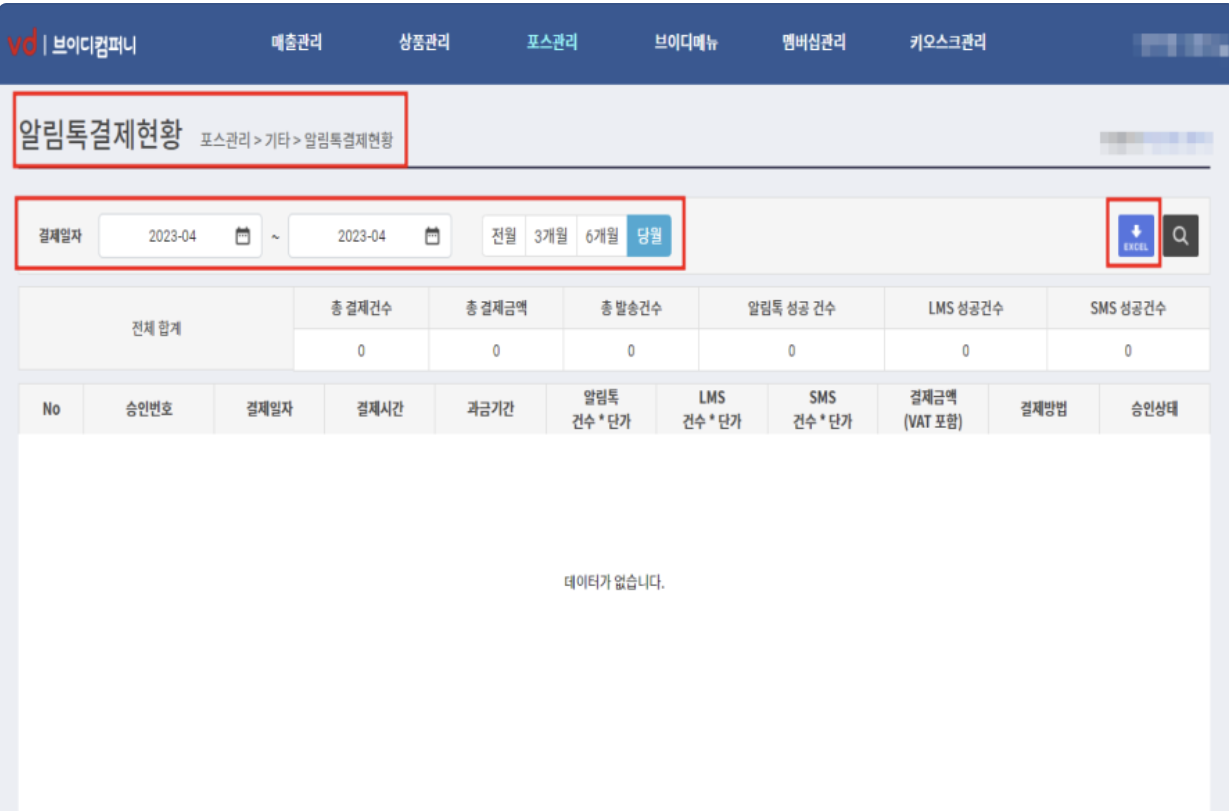 vd | 브이디컴퍼니 매출관리 상품관리 포스관리 브이디메뉴 멤버십관리 키오스크관리
알림톡결제현황 포스관리 > 기타 > 알림톡결제현황
결제일자 2023-04 ~ 2023-04 전월 3개월 6개월 당월 EXCEL
전체 합계 총 결제건수 총 결제금액 총 발송건수 알림톡 성공 건수 LMS 성공건수 SMS 성공건수
0 0 0 0 0 0
No 승인번호 결제일자 결제시간 과금기간 알림톡 건수 * 단가 LMS 건수 * 단가 SMS 건수 * 단가 결제금액 (VAT 포함) 결제방법 승인상태
데이터가 없습니다.